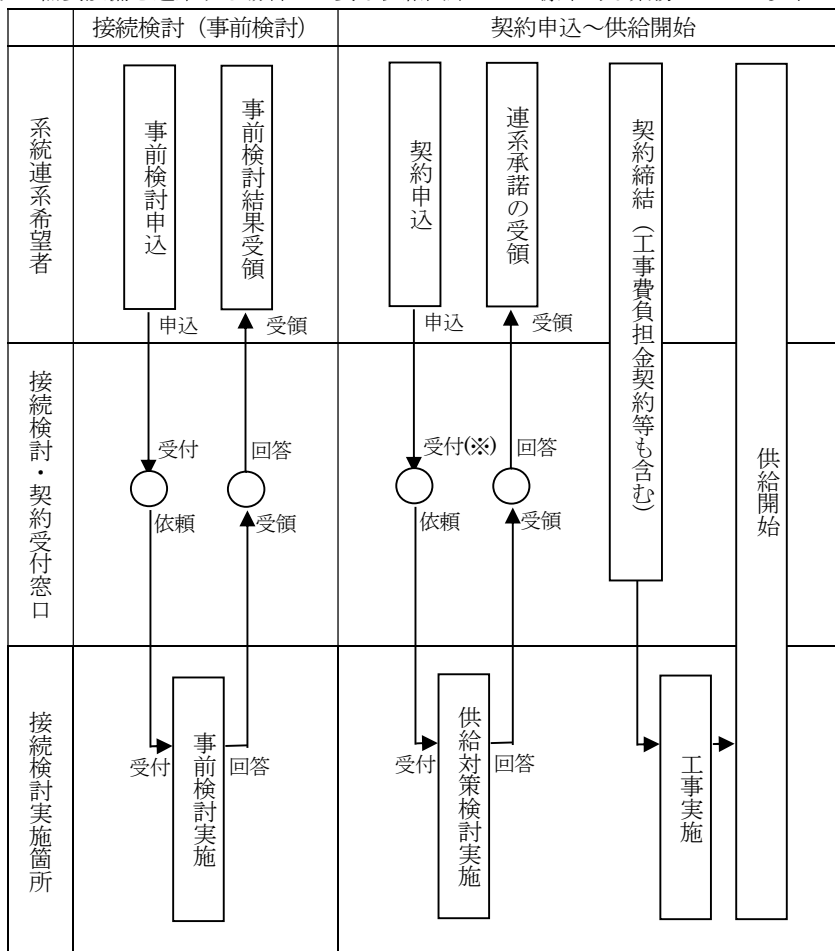 接続検討（事前検討）
契約申込～供給開始
系統連系希望者
事前検討申込
事前検討結果受領
契約申込
連系承諾の受領
契約締結（工事費負担金契約等も含む）
供給開始
申込
受領
申込
受領
接続検討・契約受付窓口
受付
回答
受付(※)
回答
依頼
受領
依頼
受領
接続検討実施箇所
受付
事前検討実施
回答
受付
供給対策検討実施
回答
工事実施